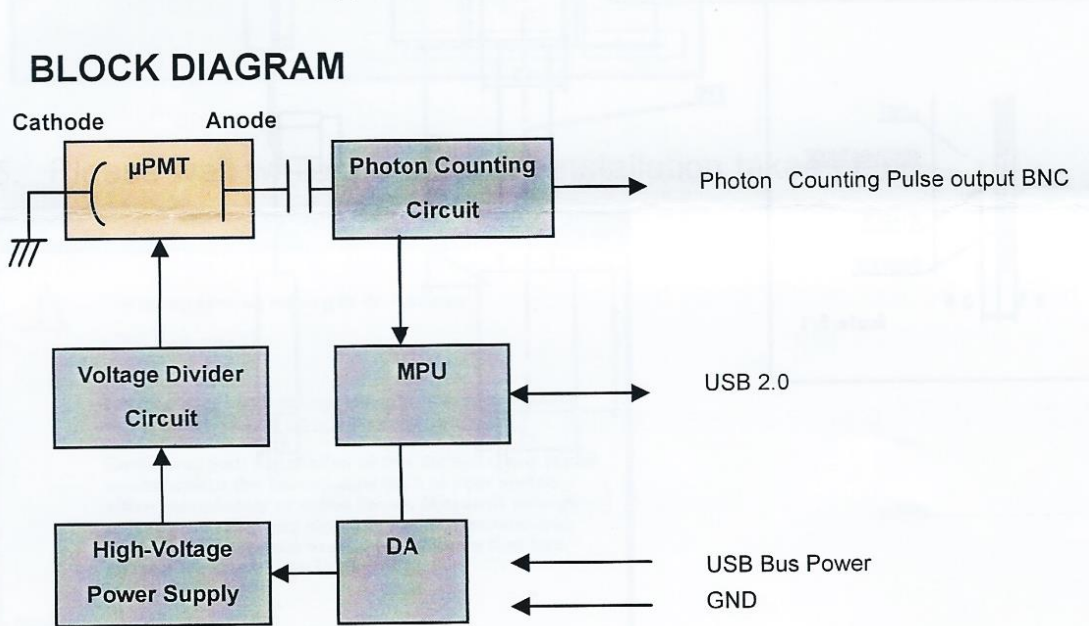 BLOCK DIAGRAM
Cathode
Anode
µPMT
Photon Counting
Circuit
Photon Counting Pulse output BNC
Voltage Divider
Circuit
MPU
USB 2.0
High-Voltage
Power Supply
DA
USB Bus Power
GND